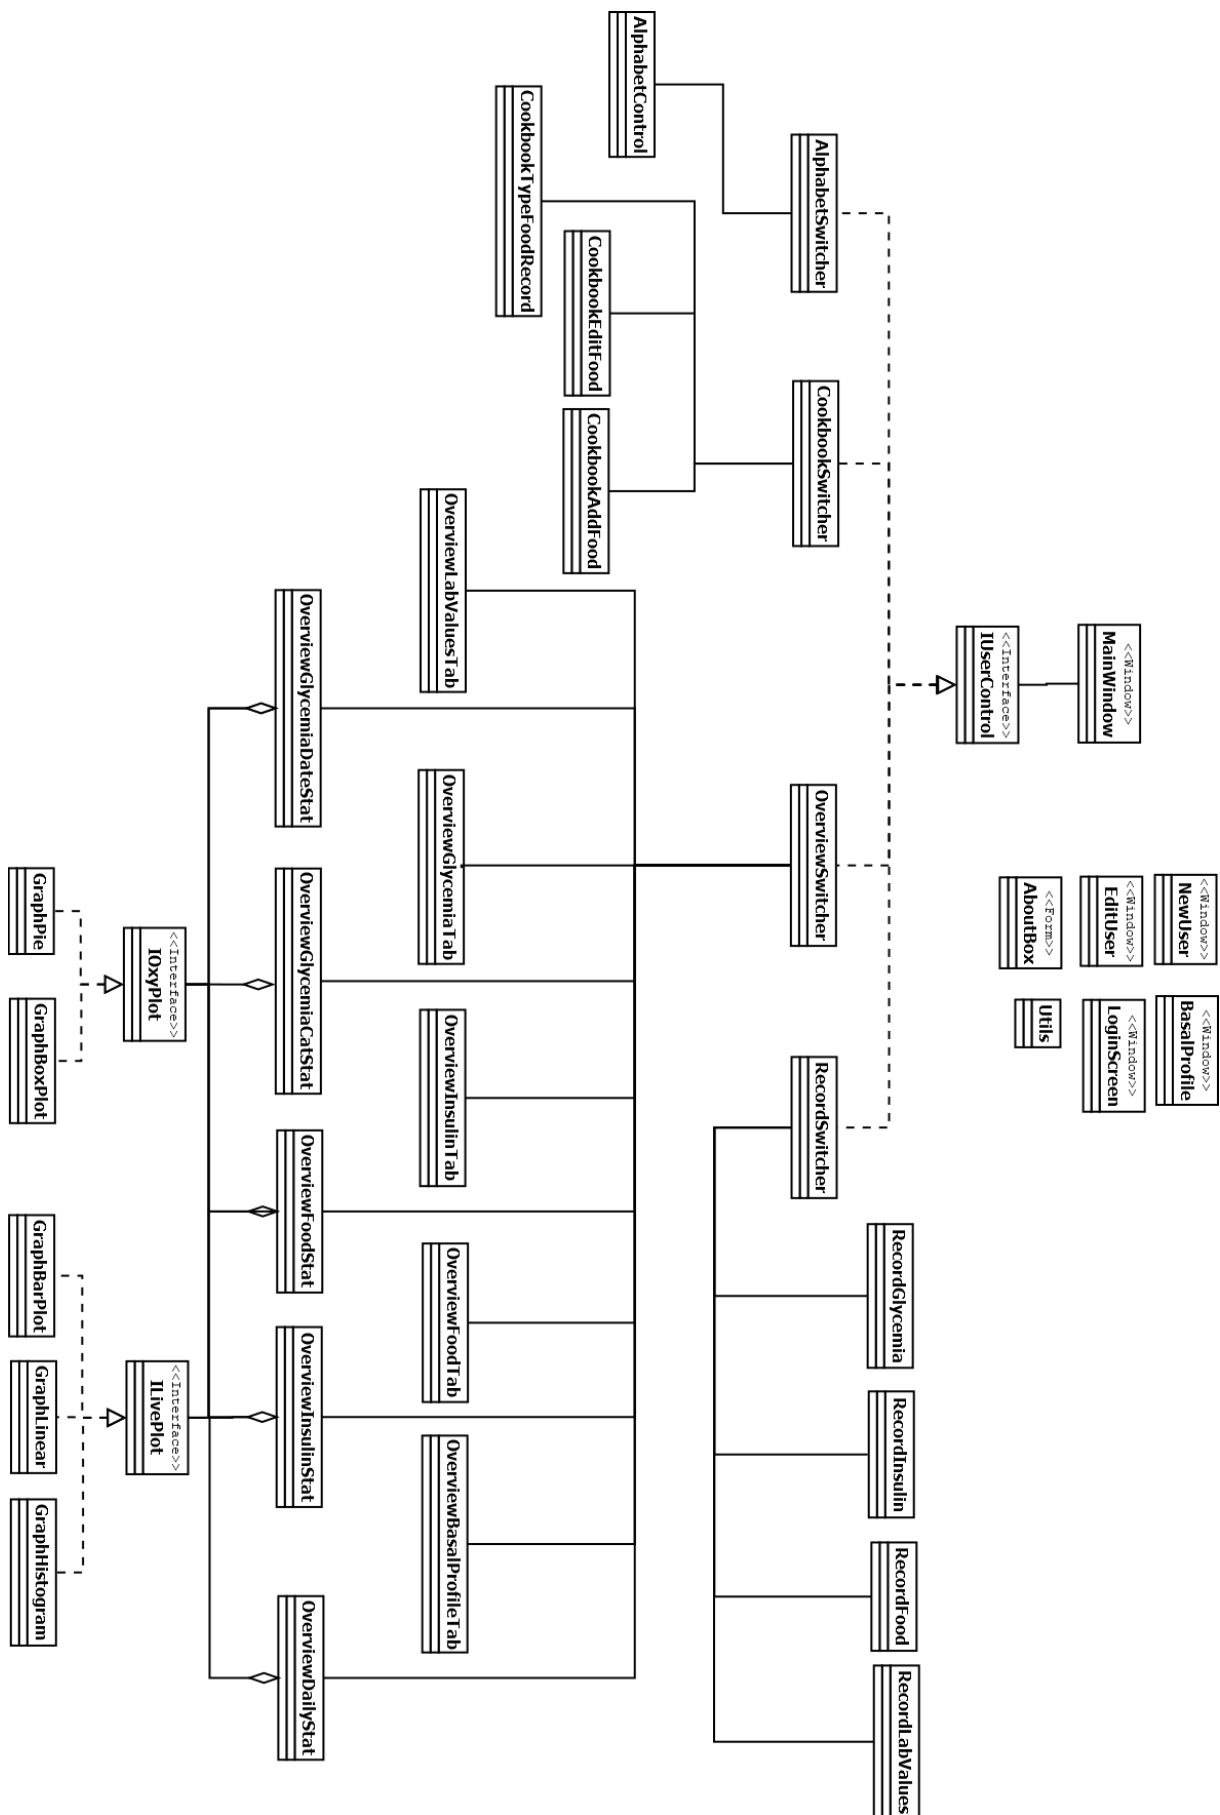 <<Window>>
NewUser
<<Window>>
BasalProfile
<<Window>>
MainWindow
<<Window>>
EditUser
<<Window>>
LoginScreen
<<Interface>>
IUserControl
<<Form>>
AboutBox
Utils
RecordGlycemia
RecordInsulin
RecordFood
RecordLabValues
AlphabetSwitcher
CookbookSwitcher
OverviewSwitcher
RecordSwitcher
AlphabetControl
CookbookEditFood
CookbookAddFood
CookbookTypeFoodRecord
OverviewLabValuesTab
OverviewGlycemiaTab
OverviewInsulinTab
OverviewFoodTab
OverviewBasalProfileTab
OverviewGlycemiaDateStat
OverviewGlycemiaCatStat
OverviewFoodStat
OverviewInsulinStat
OverviewDailyStat
<<Interface>>
IOxyPlot
<<Interface>>
ILivePlot
GraphPie
GraphBoxPlot
GraphBarPlot
GraphLinear
GraphHistogram